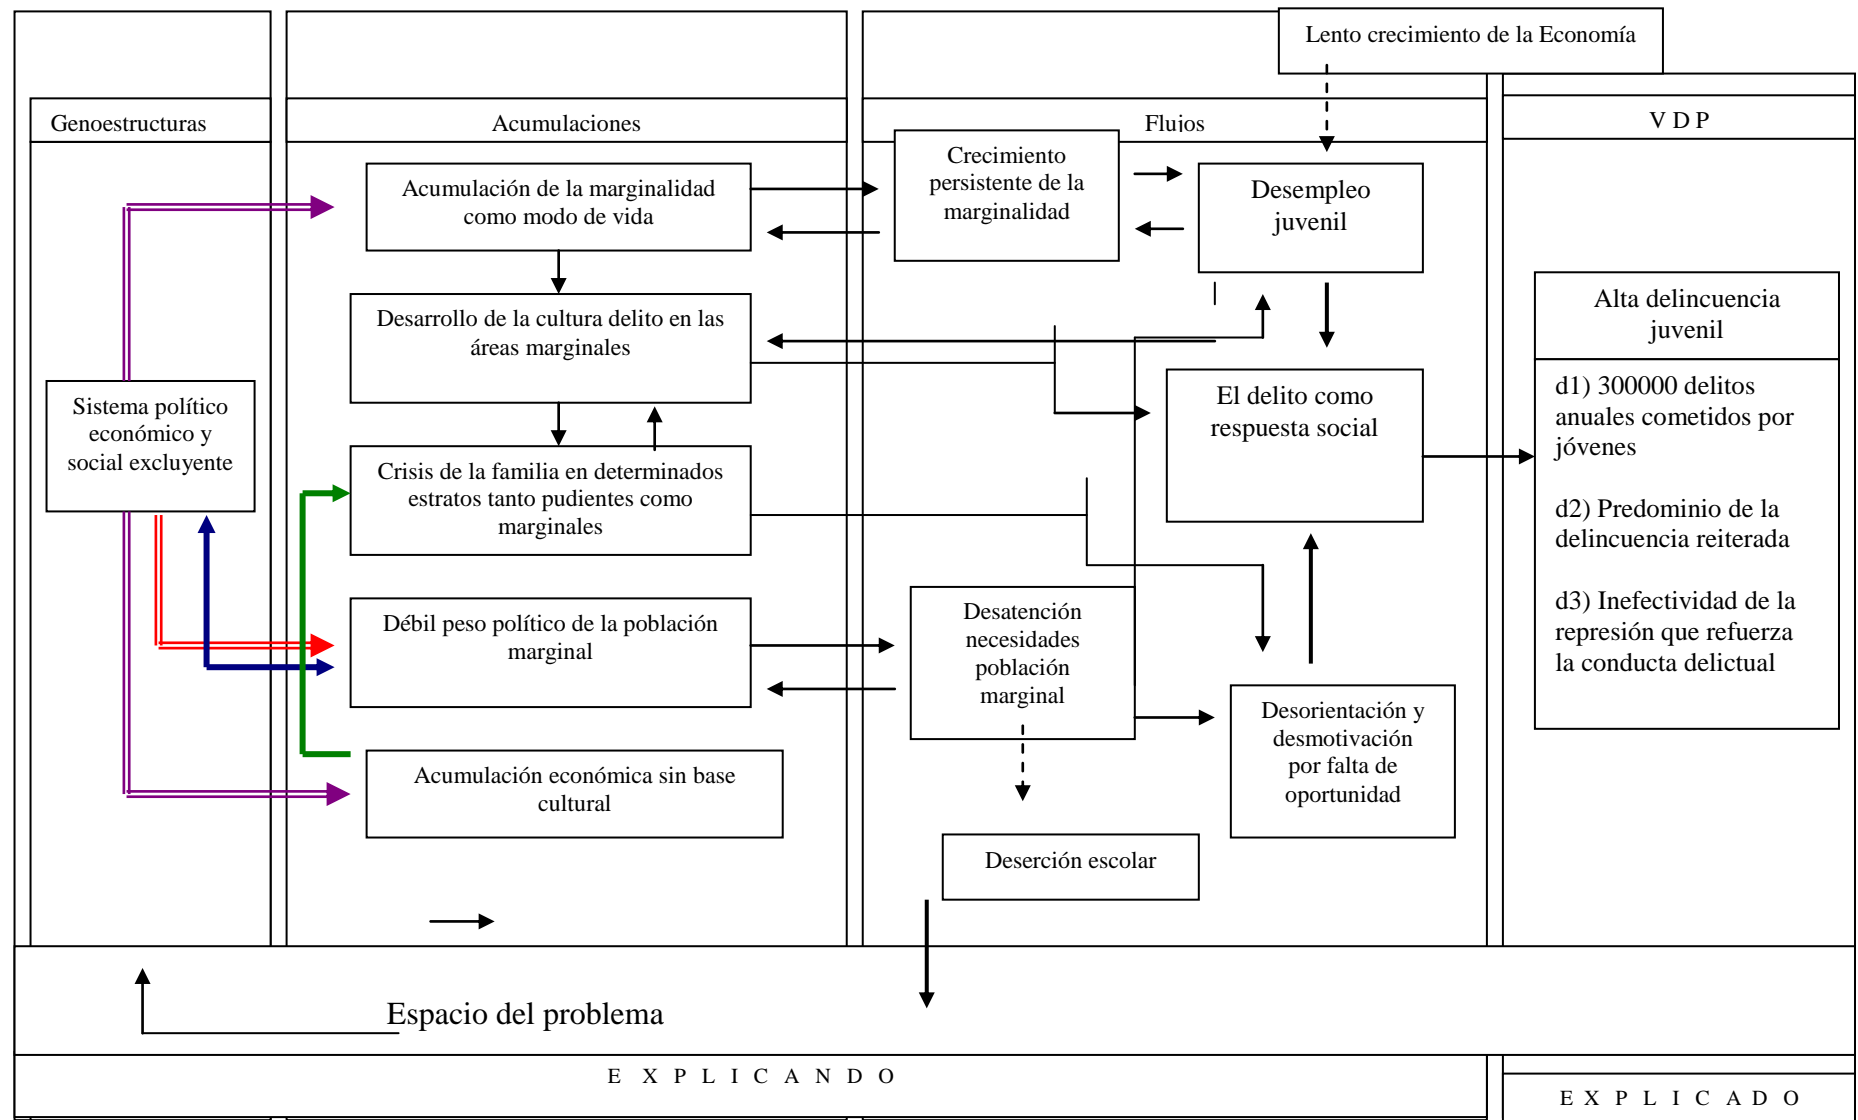 Lento crecimiento de la Economía
Genoestructuras
Acumulaciones
Flujos
V D P
Acumulación de la marginalidad
como modo de vida
Crecimiento
persistente de la
marginalidad
Desempleo
juvenil
Desarrollo de la cultura delito en las
áreas marginales
Alta delincuencia
juvenil
Sistema político
económico y
social excluyente
El delito como
respuesta social
d1) 300000 delitos
anuales cometidos por
jóvenes
d2) Predominio de la
delincuencia reiterada
d3) Inefectividad de la
represión que refuerza
la conducta delictual
Crisis de la familia en determinados
estratos tanto pudientes como
marginales
Débil peso político de la población
marginal
Desatención
necesidades
población
marginal
Desorientación y
desmotivación
por falta de
oportunidad
Acumulación económica sin base
cultural
Deserción escolar
Espacio del problema
E X P L I C A N D O
E X P L I C A D O